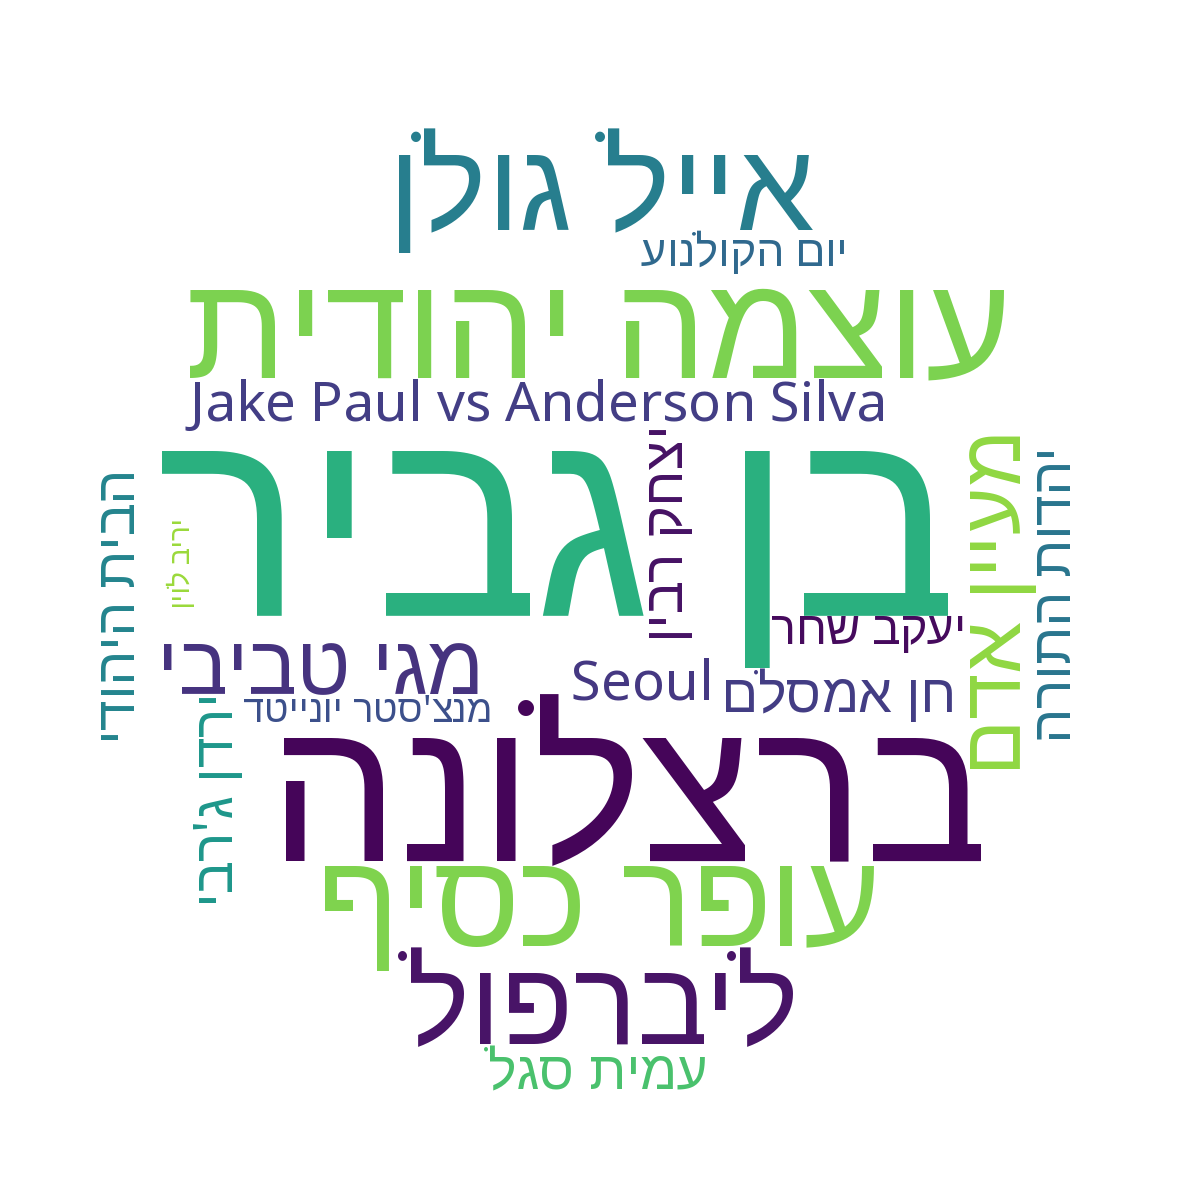 אייל גולן
יום הקולנוע
עוצמה יהודית
Jake Paul vs Anderson Silva
בן גביר
יצחק רבין
מעיין אדם
יהדות התורה
הבית היהודי
יריב לוין
יעקב שחר
מגי טביבי
Seoul
חן אמסלם
מנצ'סטר יונייטד
ירדן ג'רבי
ברצלונה
עופר כסיף
ליברפול
עמית סגל